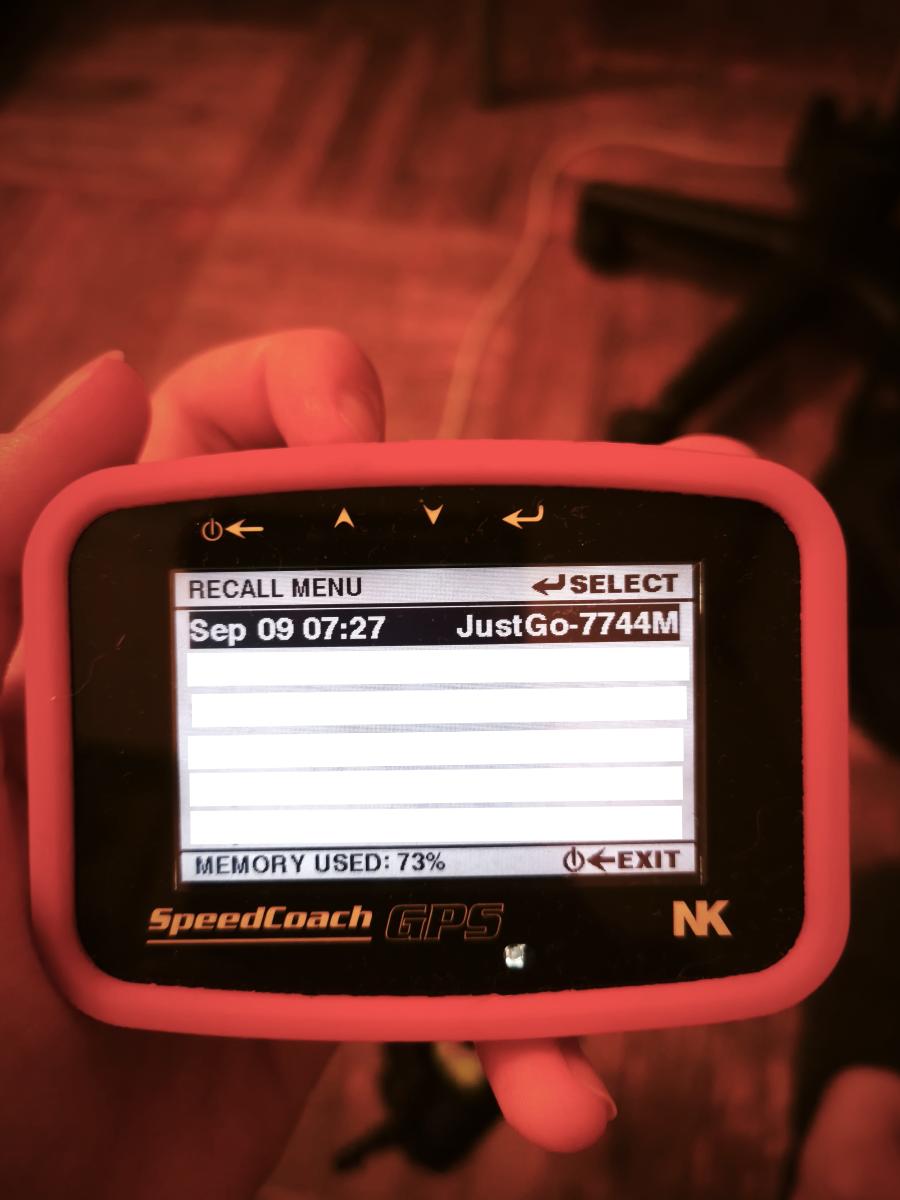 RECALL MENU SELECT
Sep 09 07:27 JustGo-7744M
MEMORY USED: 73% EXIT
SpeedCoach GPS NK